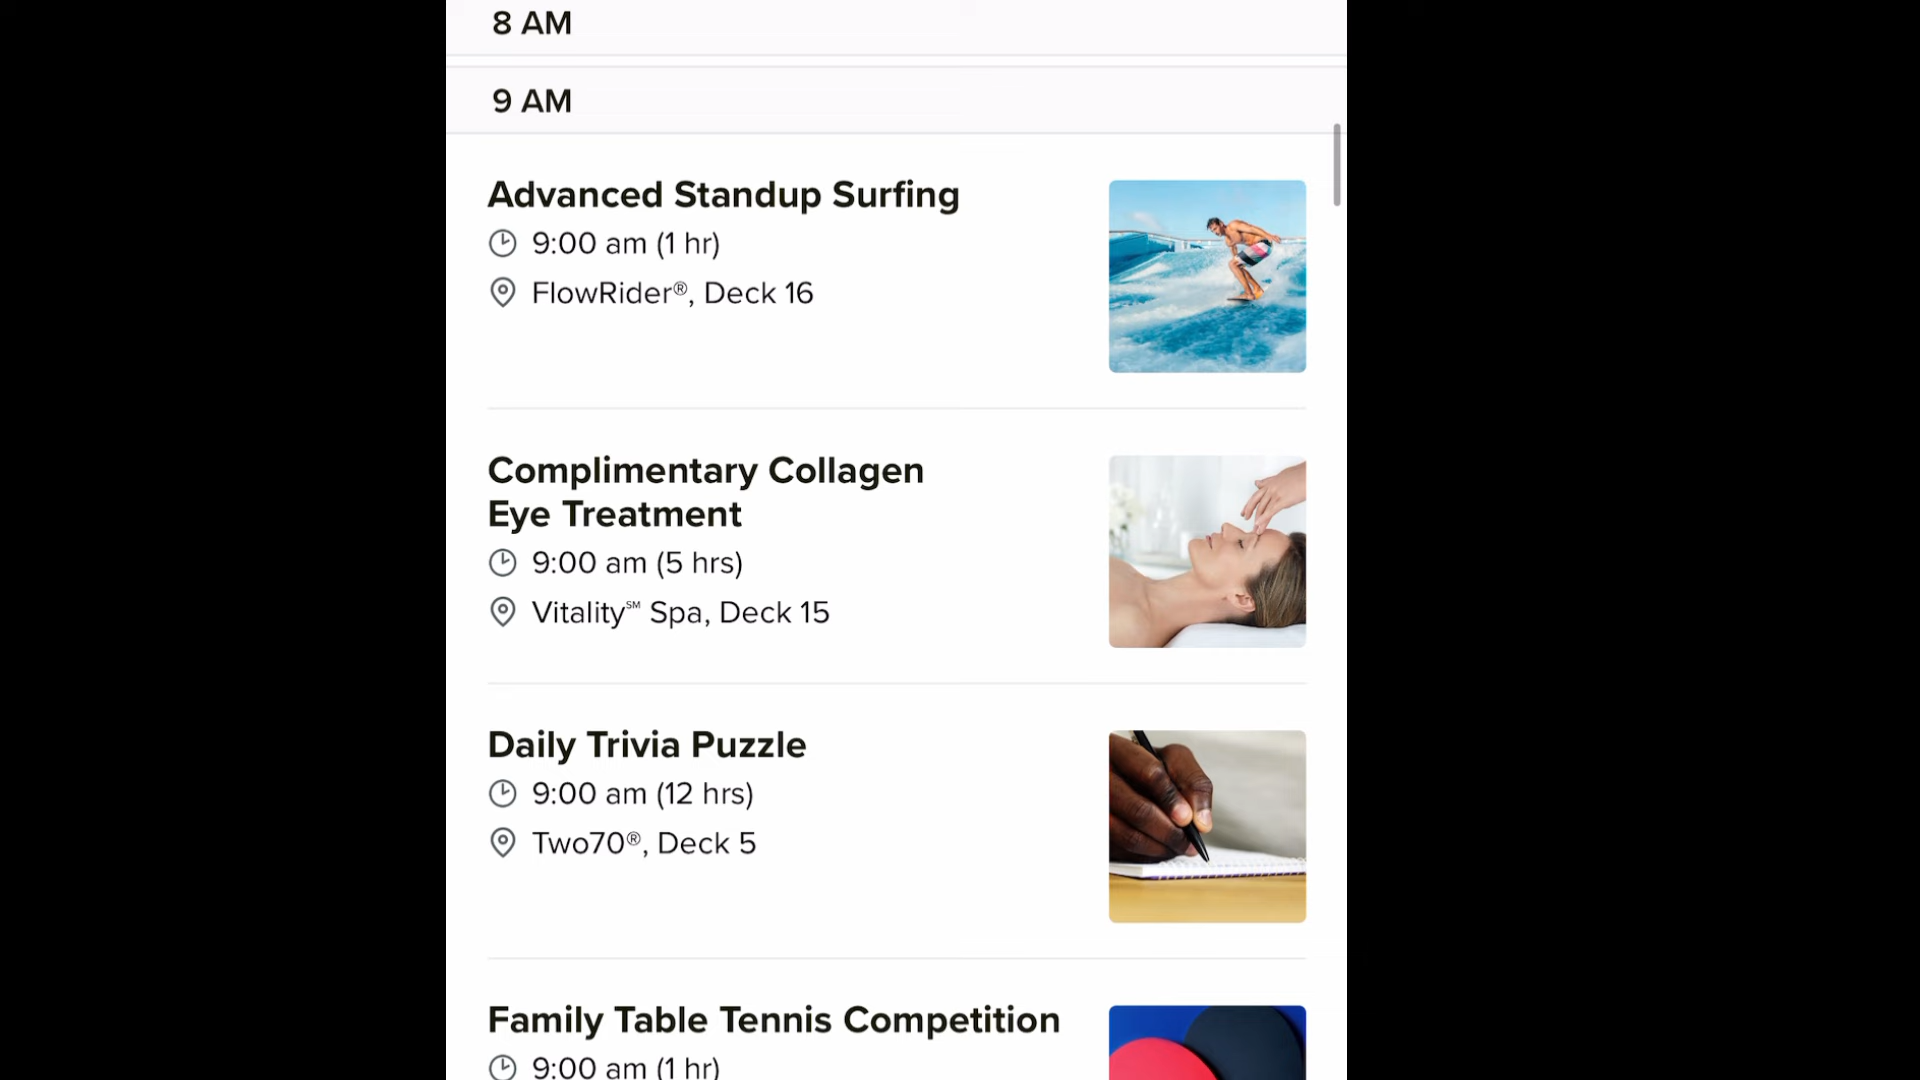 8 AM
9 AM
Advanced Standup Surfing
9:00 am (1 hr)
FlowRider®, Deck 16
Complimentary Collagen
Eye Treatment
9:00 am (5 hrs)
Vitality℠ Spa, Deck 15
Daily Trivia Puzzle
9:00 am (12 hrs)
Two70®, Deck 5
Family Table Tennis Competition
9:00 am (1 hr)